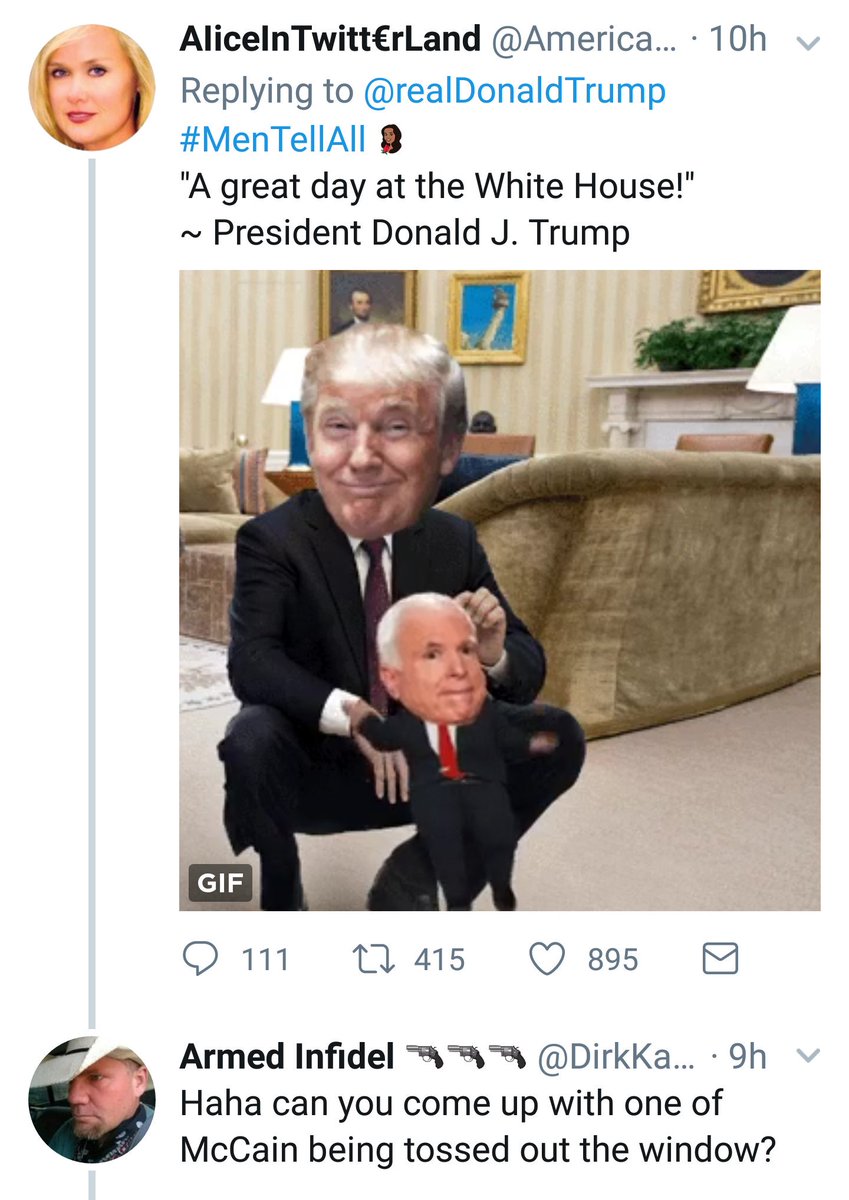 AliceInTwitt€rLand @America... · 10h
Replying to @realDonaldTrump
#MenTellAll
"A great day at the White House!"
~ President Donald J. Trump
GIF
111 415 895
Armed Infidel @DirkKa... · 9h
Haha can you come up with one of
McCain being tossed out the window?